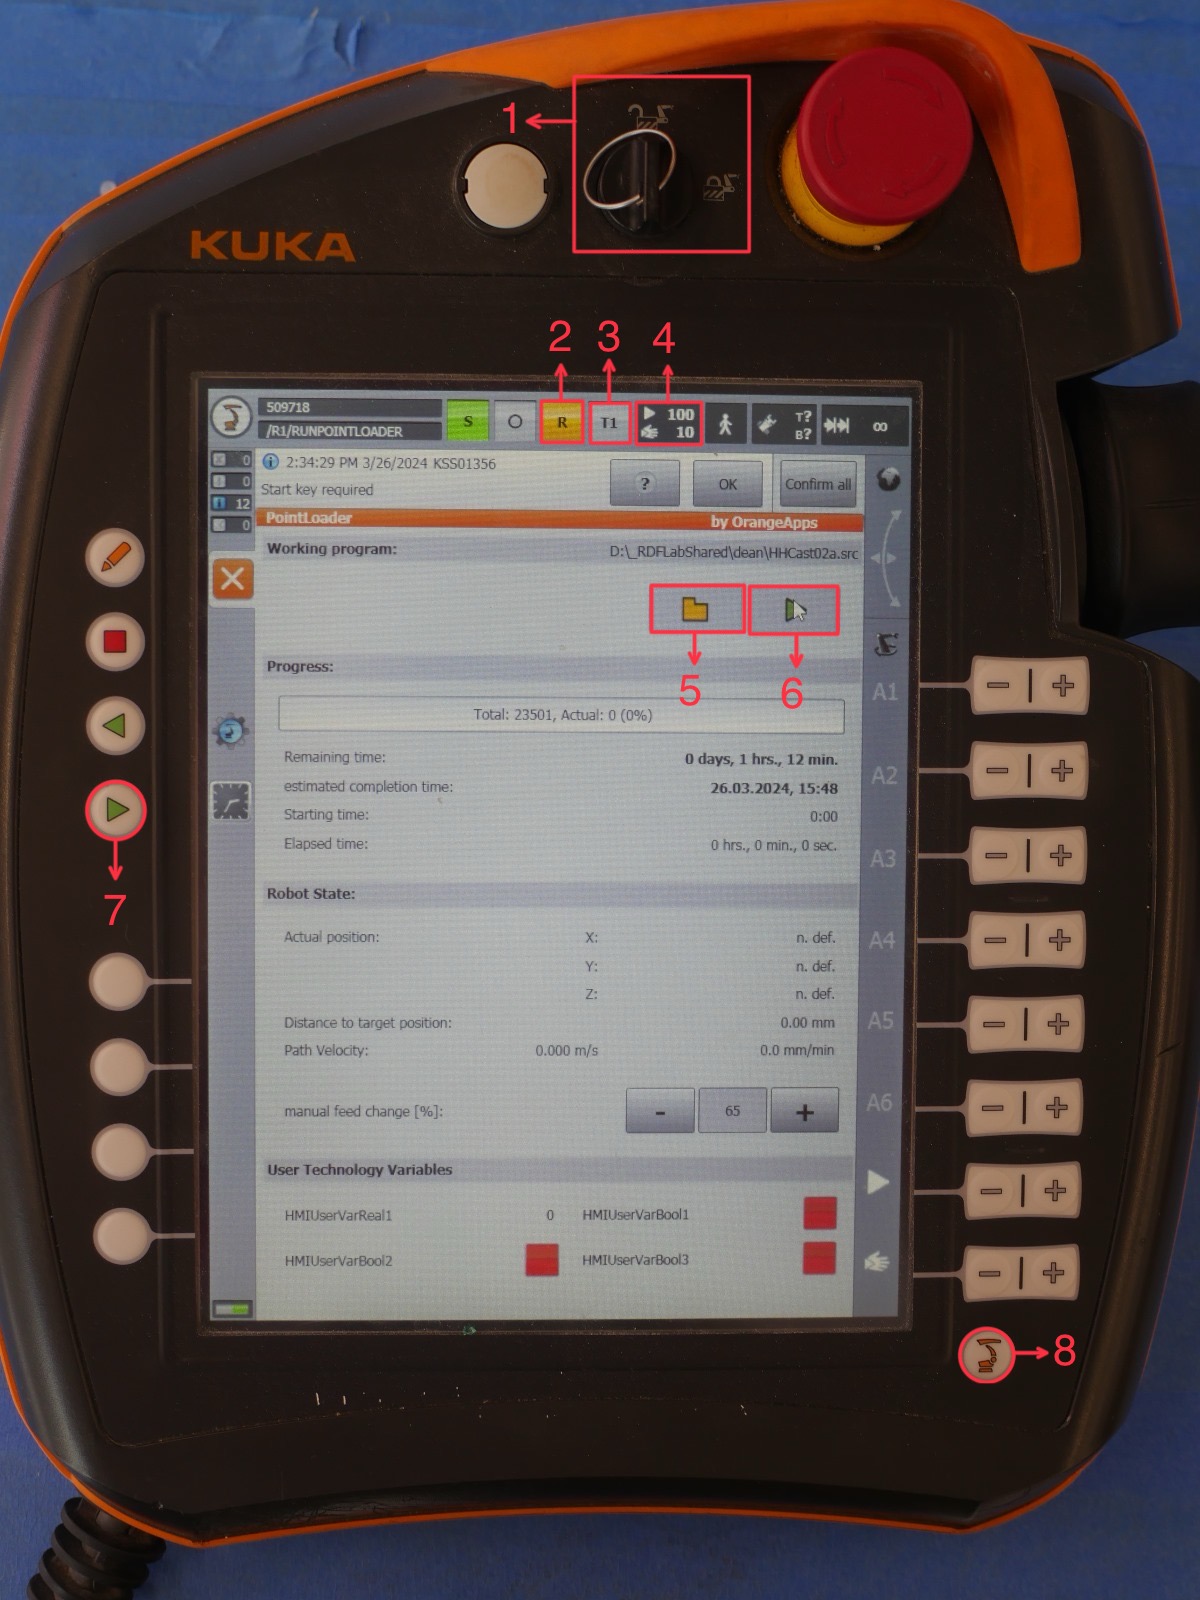 1
KUKA
2 3 4
509718
/R1/RUNPOINTLOADER
S O R T1 100 10 T? B? ∞
0
0
12
0
2:34:29 PM 3/26/2024 KSS01356
Start key required
? OK Confirm all
PointLoader by OrangeApps
Working program: D:\_RDFLabShared\dean\HHCast02a.src
5 6
Progress:
Total: 23501, Actual: 0 (0%)
Remaining time: 0 days, 1 hrs., 12 min.
estimated completion time: 26.03.2024, 15:48
Starting time: 0:00
Elapsed time: 0 hrs., 0 min., 0 sec.
7
Robot State:
Actual position: X: n. def.
Y: n. def.
Z: n. def.
Distance to target position: 0.00 mm
Path Velocity: 0.000 m/s 0.0 mm/min
manual feed change [%]: - 65 +
User Technology Variables
HMIUserVarReal1 0 HMIUserVarBool1
HMIUserVarBool2 HMIUserVarBool3
A1 - | +
A2 - | +
A3 - | +
A4 - | +
A5 - | +
A6 - | +
- | +
- | +
8